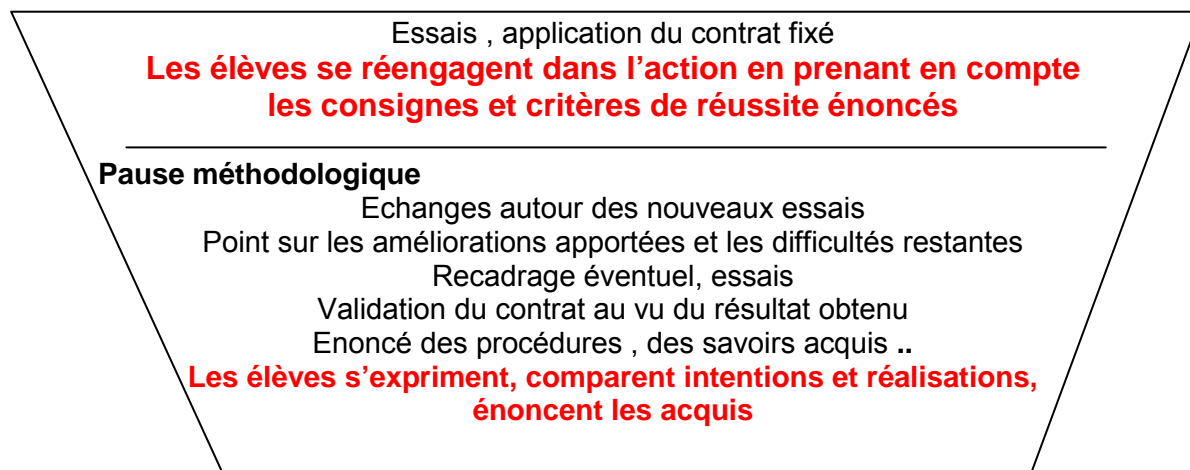 Essais , application du contrat fixé
Les élèves se réengagent dans l’action en prenant en compte
les consignes et critères de réussite énoncés
Pause méthodologique
Echanges autour des nouveaux essais
Point sur les améliorations apportées et les difficultés restantes
Recadrage éventuel, essais
Validation du contrat au vu du résultat obtenu
Enoncé des procédures , des savoirs acquis ..
Les élèves s’expriment, comparent intentions et réalisations,
énoncent les acquis